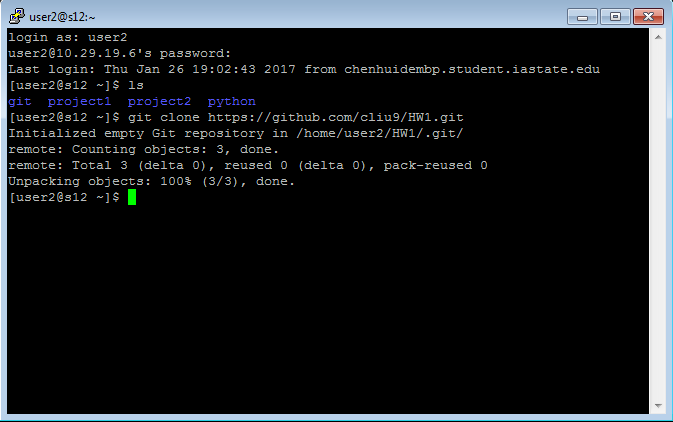 user2@s12:~
login as: user2
user2@10.29.19.6's password:
Last login: Thu Jan 26 19:02:43 2017 from chenhuidembp.student.iastate.edu
[user2@s12 ~]$ ls
git  project1  project2  python
[user2@s12 ~]$ git clone https://github.com/cliu9/HW1.git
Initialized empty Git repository in /home/user2/HW1/.git/
remote: Counting objects: 3, done.
remote: Total 3 (delta 0), reused 0 (delta 0), pack-reused 0
Unpacking objects: 100% (3/3), done.
[user2@s12 ~]$